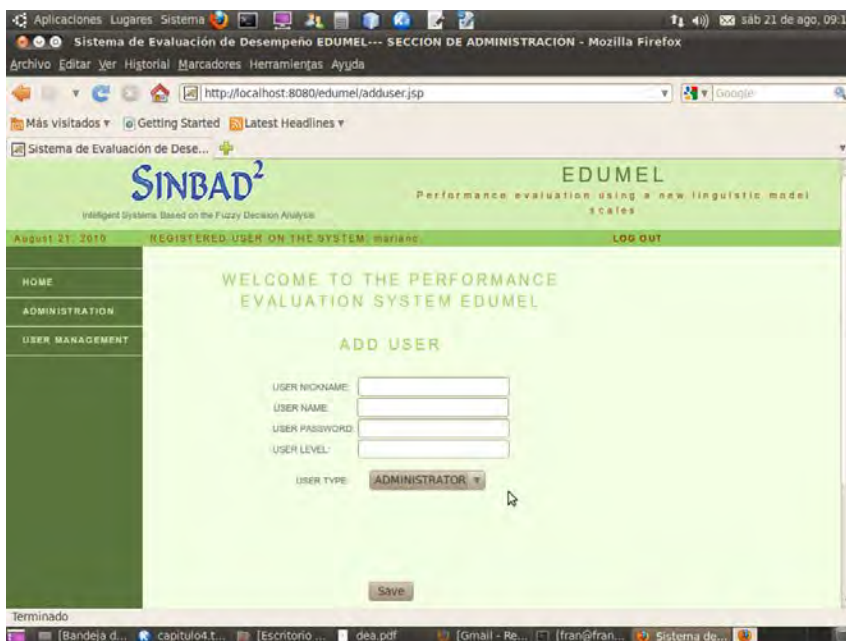 Aplicaciones Lugares Sistema sáb 21 de ago, 09:1
Sistema de Evaluación de Desempeño EDUMEL--- SECCION DE ADMINISTRACION - Mozilla Firefox
Archivo Editar Ver Historial Marcadores Herramientas Ayuda
http://localhost:8080/edumel/adduser.jsp Google
Más visitados Getting Started Latest Headlines
Sistema de Evaluación de Dese...
SINBAD2
Intelligent Systems Based on the Fuzzy Decision Analysis
EDUMEL
Performance evaluation using a new linguistic model
scales
August 21, 2010 REGISTERED USER ON THE SYSTEM: mariano LOG OUT
HOME
ADMINISTRATION
USER MANAGEMENT
WELCOME TO THE PERFORMANCE
EVALUATION SYSTEM EDUMEL
ADD USER
USER NICKNAME:
USER NAME:
USER PASSWORD:
USER LEVEL:
USER TYPE: ADMINISTRATOR
Save
Terminado
[Bandeja d... capitulo4.t... [Escritorio ... dea.pdf [Gmail - Re... [fran@fran... Sistema de...